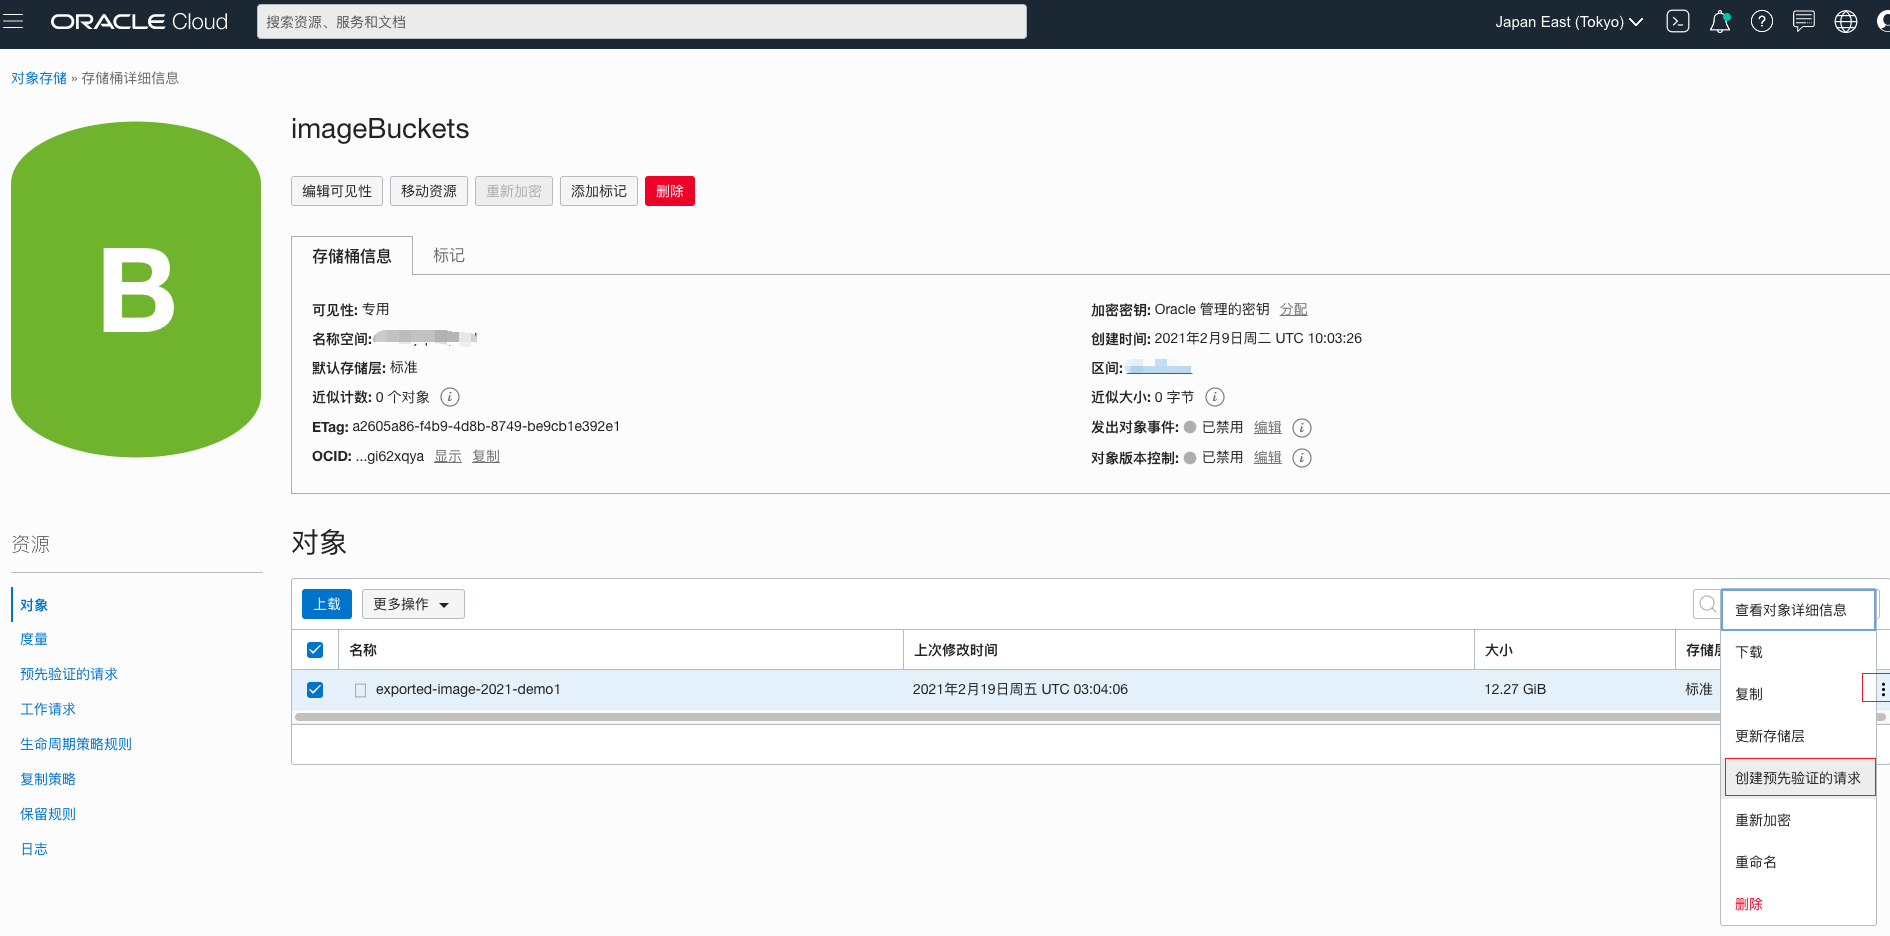 ORACLE Cloud
搜索资源、服务和文档
Japan East (Tokyo)
对象存储 » 存储桶详细信息
B
imageBuckets
编辑可见性 移动资源 重新加密 添加标记 删除
存储桶信息 标记
可见性: 专用
名称空间:
默认存储层: 标准
近似计数: 0 个对象
ETag: a2605a86-f4b9-4d8b-8749-be9cb1e392e1
OCID: ...gi62xqya 显示 复制
加密密钥: Oracle 管理的密钥 分配
创建时间: 2021年2月9日周二 UTC 10:03:26
区间:
近似大小: 0 字节
发出对象事件: 已禁用 编辑
对象版本控制: 已禁用 编辑
资源
对象
度量
预先验证的请求
工作请求
生命周期策略规则
复制策略
保留规则
日志
对象
上载 更多操作
名称 上次修改时间 大小 存储层
exported-image-2021-demo1 2021年2月19日周五 UTC 03:04:06 12.27 GiB 标准
查看对象详细信息
下载
复制
更新存储层
创建预先验证的请求
重新加密
重命名
删除